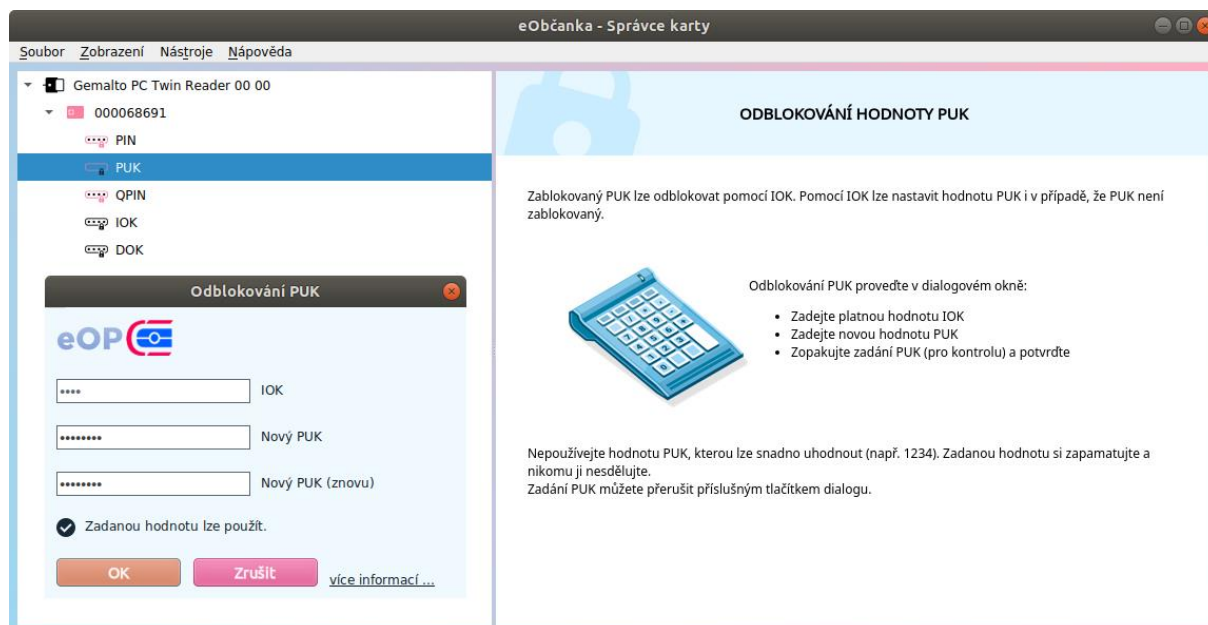 eObčanka - Správce karty
Soubor Zobrazení Nástroje Nápověda
Gemalto PC Twin Reader 00 00
000068691
PIN
PUK
QPIN
IOK
DOK
Odblokování PUK
eOP
•••• IOK
•••••••• Nový PUK
•••••••• Nový PUK (znovu)
Zadanou hodnotu lze použít.
OK Zrušit více informací ...
ODBLOKOVÁNÍ HODNOTY PUK
Zablokovaný PUK lze odblokovat pomocí IOK. Pomocí IOK lze nastavit hodnotu PUK i v případě, že PUK není
zablokovaný.
Odblokování PUK proveďte v dialogovém okně:
• Zadejte platnou hodnotu IOK
• Zadejte novou hodnotu PUK
• Zopakujte zadání PUK (pro kontrolu) a potvrďte
Nepoužívejte hodnotu PUK, kterou lze snadno uhodnout (např. 1234). Zadanou hodnotu si zapamatujte a
nikomu ji nesdělujte.
Zadání PUK můžete přerušit příslušným tlačítkem dialogu.